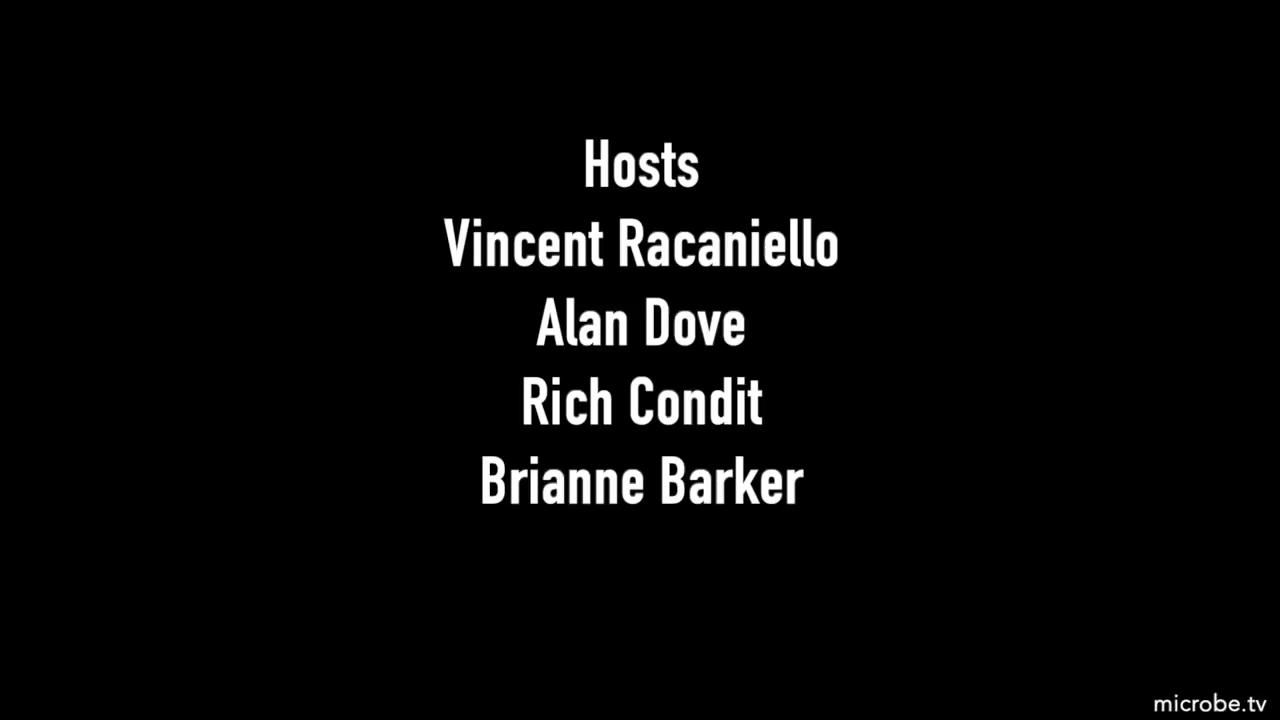 Hosts
Vincent Racaniello
Alan Dove
Rich Condit
Brianne Barker
microbe.tv